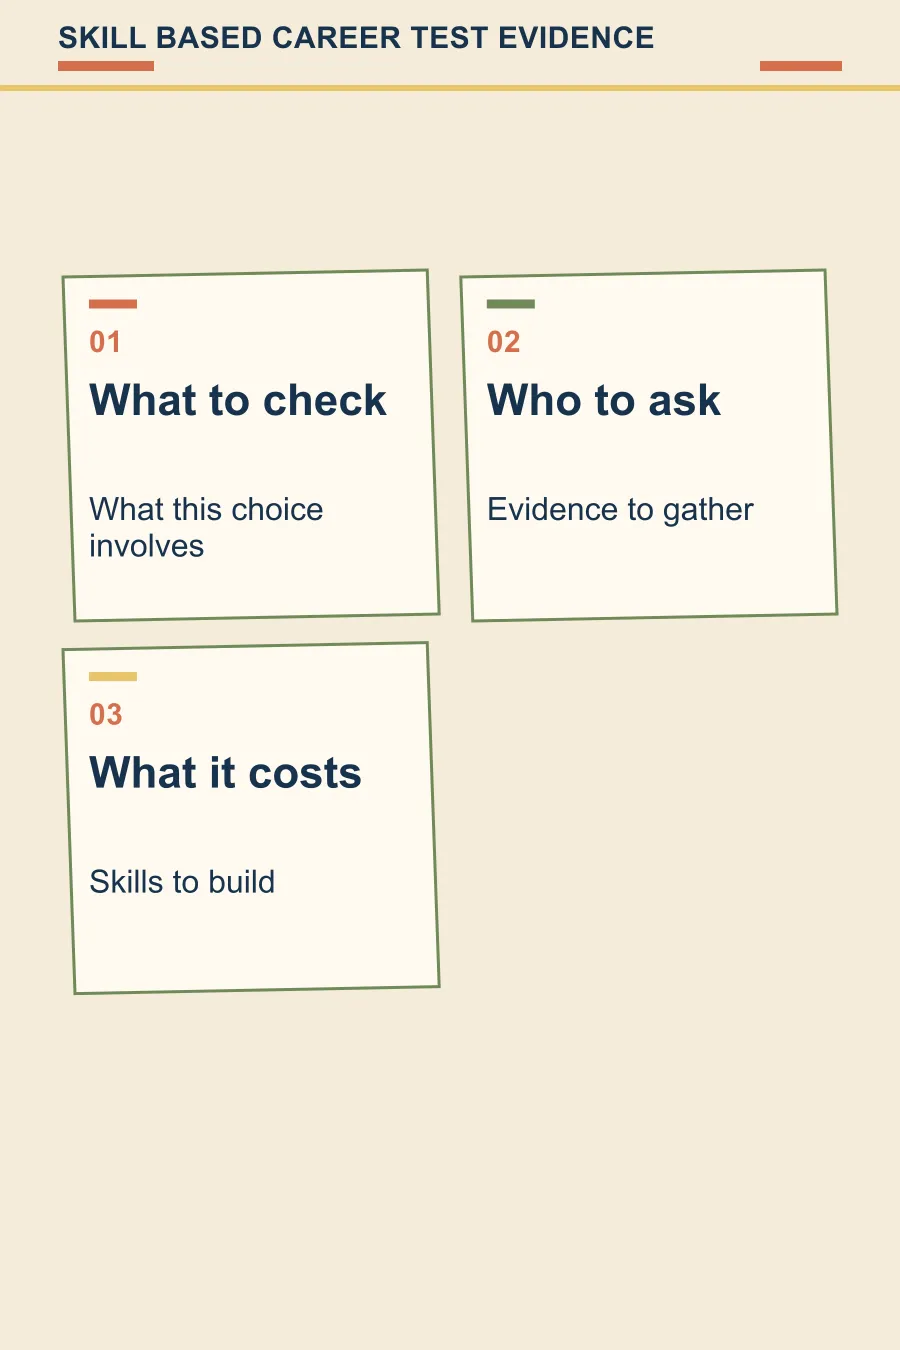 SKILL BASED CAREER TEST EVIDENCE
01
What to check
What this choice
involves
02
Who to ask
Evidence to gather
03
What it costs
Skills to build